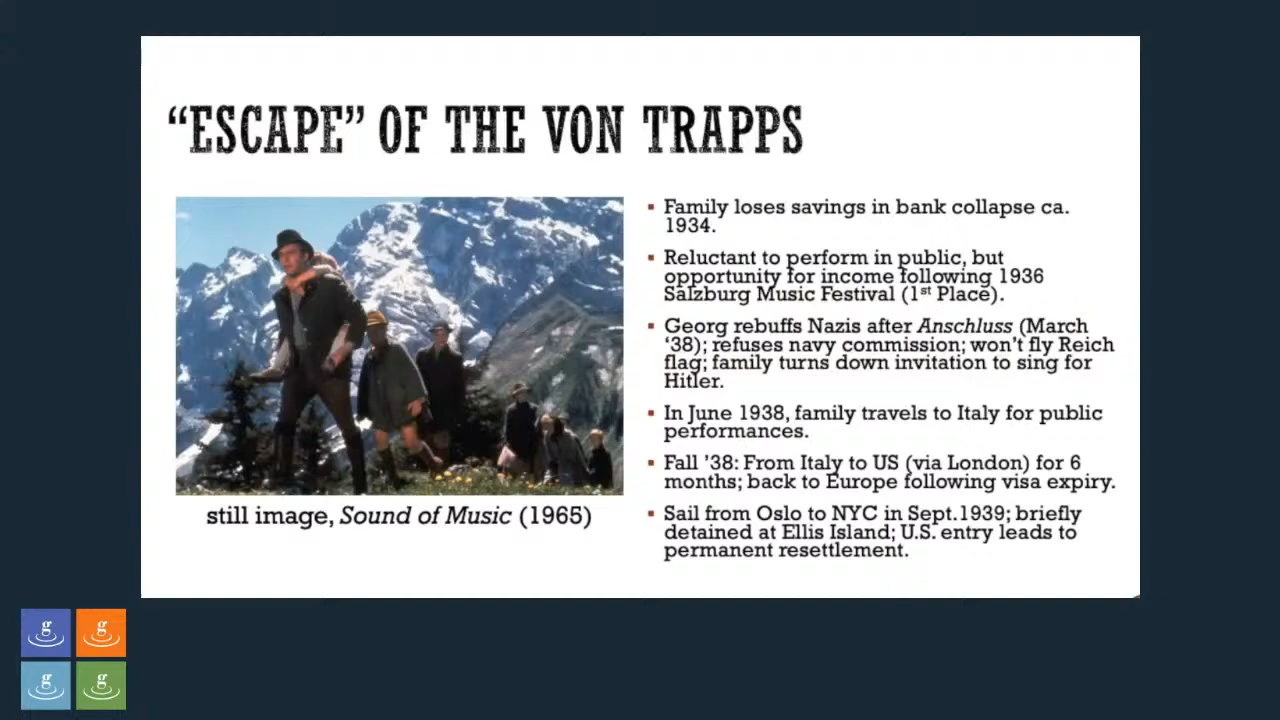 “ESCAPE” OF THE VON TRAPPS
still image, Sound of Music (1965)
▪ Family loses savings in bank collapse ca.
1934.
▪ Reluctant to perform in public, but
opportunity for income following 1936
Salzburg Music Festival (1st Place).
▪ Georg rebuffs Nazis after Anschluss (March
‘38); refuses navy commission; won’t fly Reich
flag; family turns down invitation to sing for
Hitler.
▪ In June 1938, family travels to Italy for public
performances.
▪ Fall ’38: From Italy to US (via London) for 6
months; back to Europe following visa expiry.
▪ Sail from Oslo to NYC in Sept.1939; briefly
detained at Ellis Island; U.S. entry leads to
permanent resettlement.
g g
g g